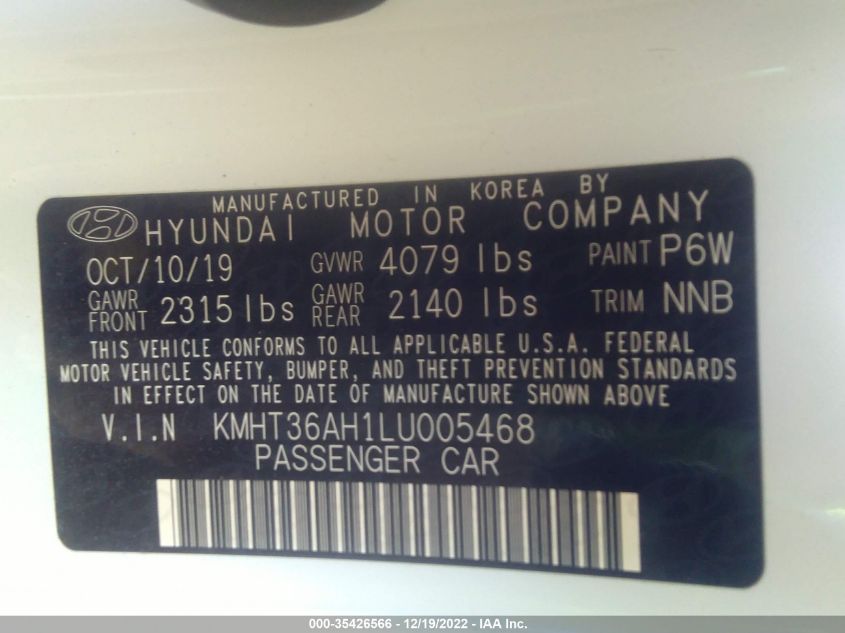 MANUFACTURED IN KOREA BY
HYUNDAI MOTOR COMPANY
OCT/10/19 GVWR 4079 lbs PAINT P6W
GAWR FRONT 2315 lbs GAWR REAR 2140 lbs TRIM NNB
THIS VEHICLE CONFORMS TO ALL APPLICABLE U.S.A. FEDERAL
MOTOR VEHICLE SAFETY, BUMPER, AND THEFT PREVENTION STANDARDS
IN EFFECT ON THE DATE OF MANUFACTURE SHOWN ABOVE
V.I.N KMHT36AH1LU005468
PASSENGER CAR
000-35426566 - 12/19/2022 - IAA Inc.